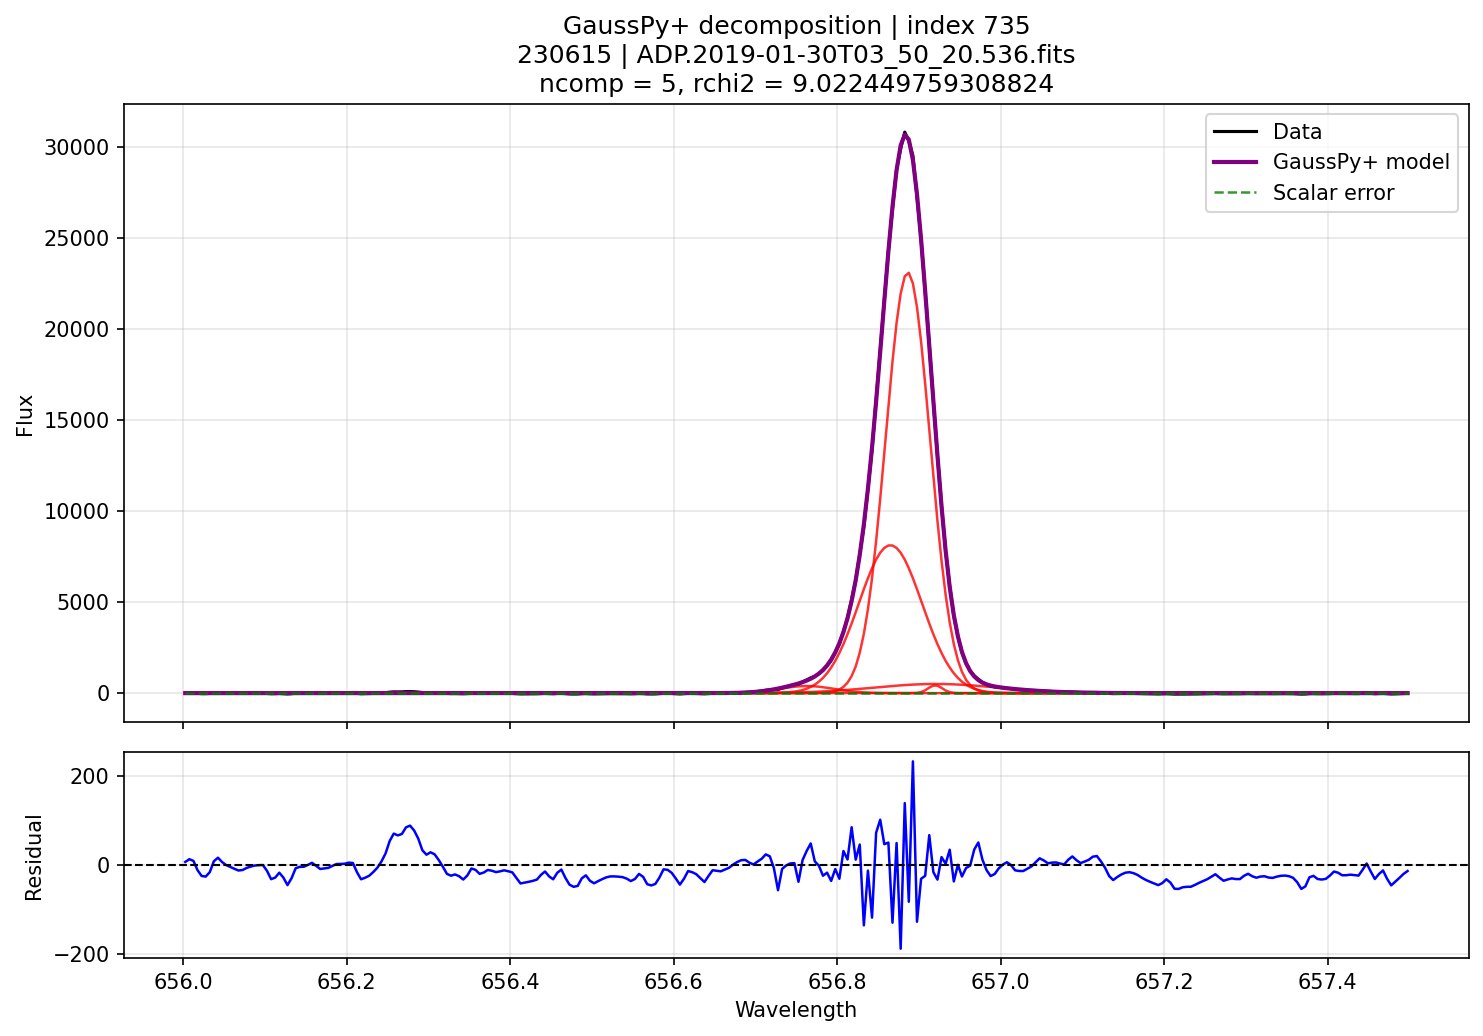 GaussPy+ decomposition | index 735
230615 | ADP.2019-01-30T03_50_20.536.fits
ncomp = 5, rchi2 = 9.022449759308824
Data
GaussPy+ model
Scalar error
Flux
30000
25000
20000
15000
10000
5000
0
Residual
200
0
−200
656.0 656.2 656.4 656.6 656.8 657.0 657.2 657.4
Wavelength